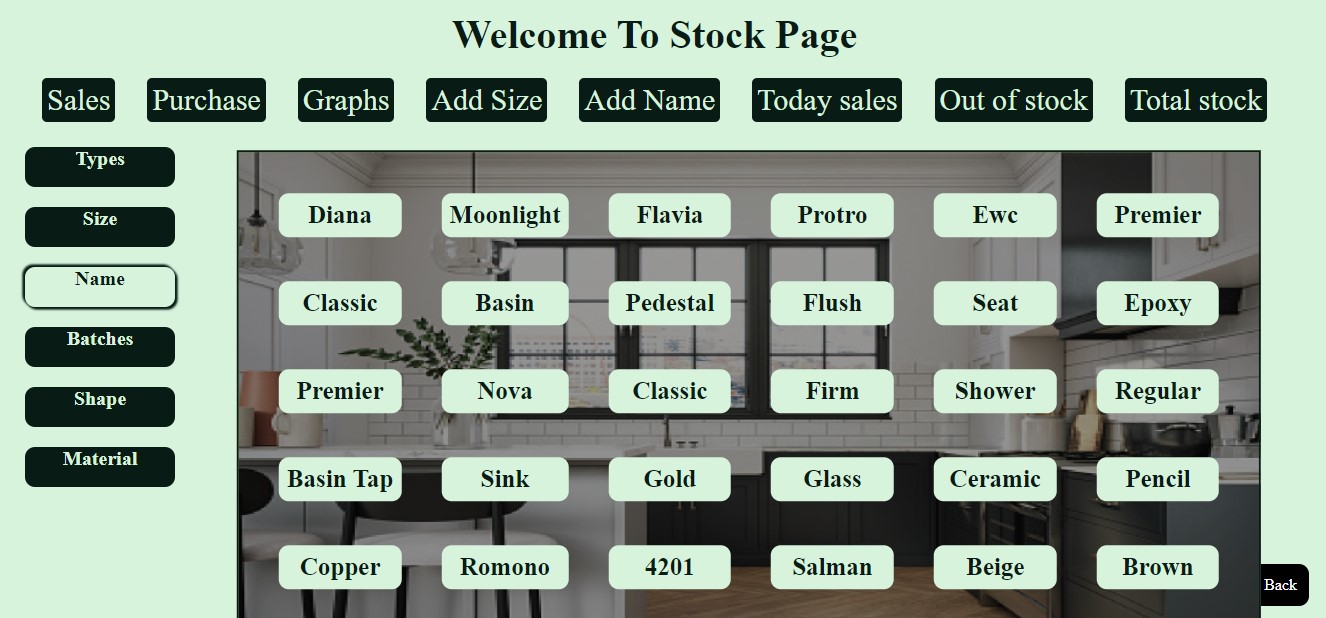 Welcome To Stock Page
Sales Purchase Graphs Add Size Add Name Today sales Out of stock Total stock
Types
Size
Name
Batches
Shape
Material
Diana Moonlight Flavia Protro Ewc Premier
Classic Basin Pedestal Flush Seat Epoxy
Premier Nova Classic Firm Shower Regular
Basin Tap Sink Gold Glass Ceramic Pencil
Copper Romono 4201 Salman Beige Brown
Back